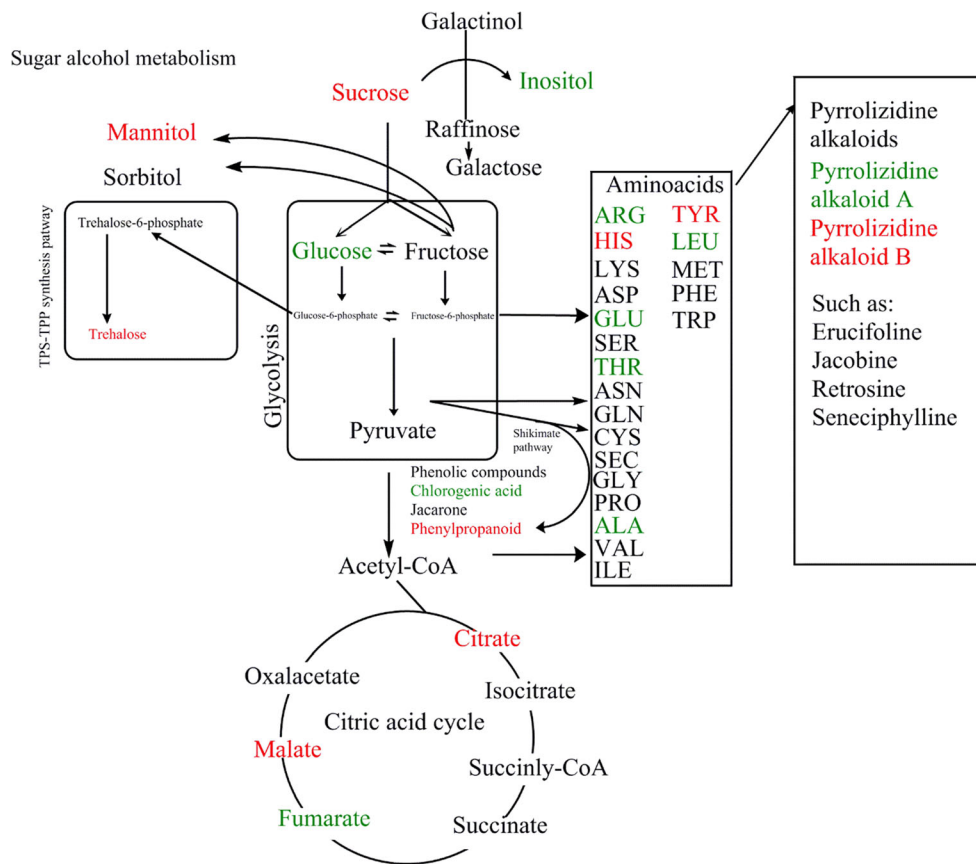 Galactinol
Sugar alcohol metabolism
Inositol
Sucrose
Mannitol
Raffinose
Galactose
Sorbitol
TPS-TPP synthesis patway
Trehalose-6-phosphate
Trehalose
Glycolysis
Glucose
Fructose
Glucose-6-phosphate
Fructose-6-phosphate
Pyruvate
Shikimate
pathway
Phenolic compounds
Chlorogenic acid
Jacarone
Phenylpropanoid
Acetyl-CoA
Aminoacids
ARG
HIS
LYS
ASP
GLU
SER
THR
ASN
GLN
CYS
SEC
GLY
PRO
ALA
VAL
ILE
TYR
LEU
MET
PHE
TRP
Pyrrolizidine
alkaloids
Pyrrolizidine
alkaloid A
Pyrrolizidine
alkaloid B
Such as:
Erucifoline
Jacobine
Retrosine
Seneciphylline
Citrate
Oxalacetate
Isocitrate
Citric acid cycle
Malate
Succinly-CoA
Fumarate
Succinate